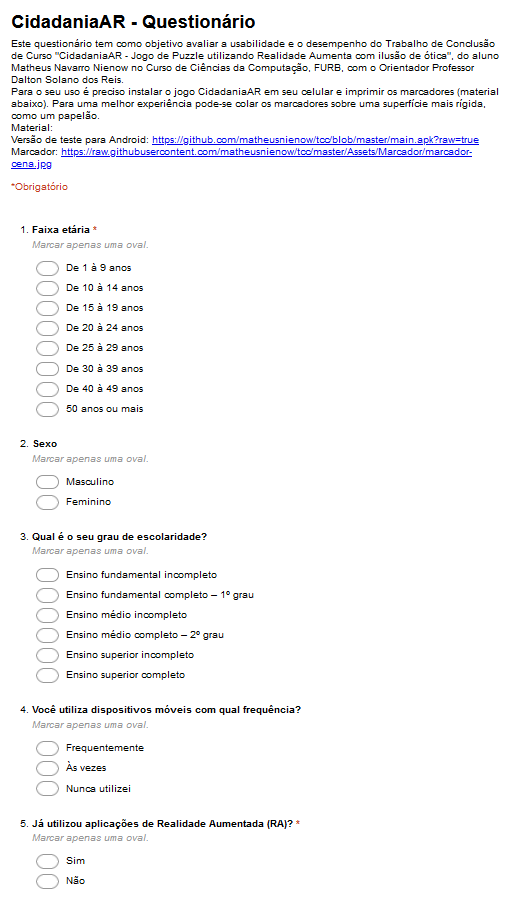 CidadaniaAR - Questionário
Este questionário tem como objetivo avaliar a usabilidade e o desempenho do Trabalho de Conclusão
de Curso "CidadaniaAR - Jogo de Puzzle utilizando Realidade Aumenta com ilusão de ótica", do aluno
Matheus Navarro Nienow no Curso de Ciências da Computação, FURB, com o Orientador Professor
Dalton Solano dos Reis.
Para o seu uso é preciso instalar o jogo CidadaniaAR em seu celular e imprimir os marcadores (material
abaixo). Para uma melhor experiência pode-se colar os marcadores sobre uma superfície mais rígida,
como um papelão.
Material:
Versão de teste para Android: https://github.com/matheusnienow/tcc/blob/master/main.apk?raw=true
Marcador: https://raw.githubusercontent.com/matheusnienow/tcc/master/Assets/Marcador/marcador-
cena.jpg
*Obrigatório
1. Faixa etária *
Marcar apenas uma oval.
De 1 à 9 anos
De 10 à 14 anos
De 15 à 19 anos
De 20 à 24 anos
De 25 à 29 anos
De 30 à 39 anos
De 40 à 49 anos
50 anos ou mais
2. Sexo
Marcar apenas uma oval.
Masculino
Feminino
3. Qual é o seu grau de escolaridade?
Marcar apenas uma oval.
Ensino fundamental incompleto
Ensino fundamental completo – 1º grau
Ensino médio incompleto
Ensino médio completo – 2º grau
Ensino superior incompleto
Ensino superior completo
4. Você utiliza dispositivos móveis com qual frequência?
Marcar apenas uma oval.
Frequentemente
Às vezes
Nunca utilizei
5. Já utilizou aplicações de Realidade Aumentada (RA)? *
Marcar apenas uma oval.
Sim
Não